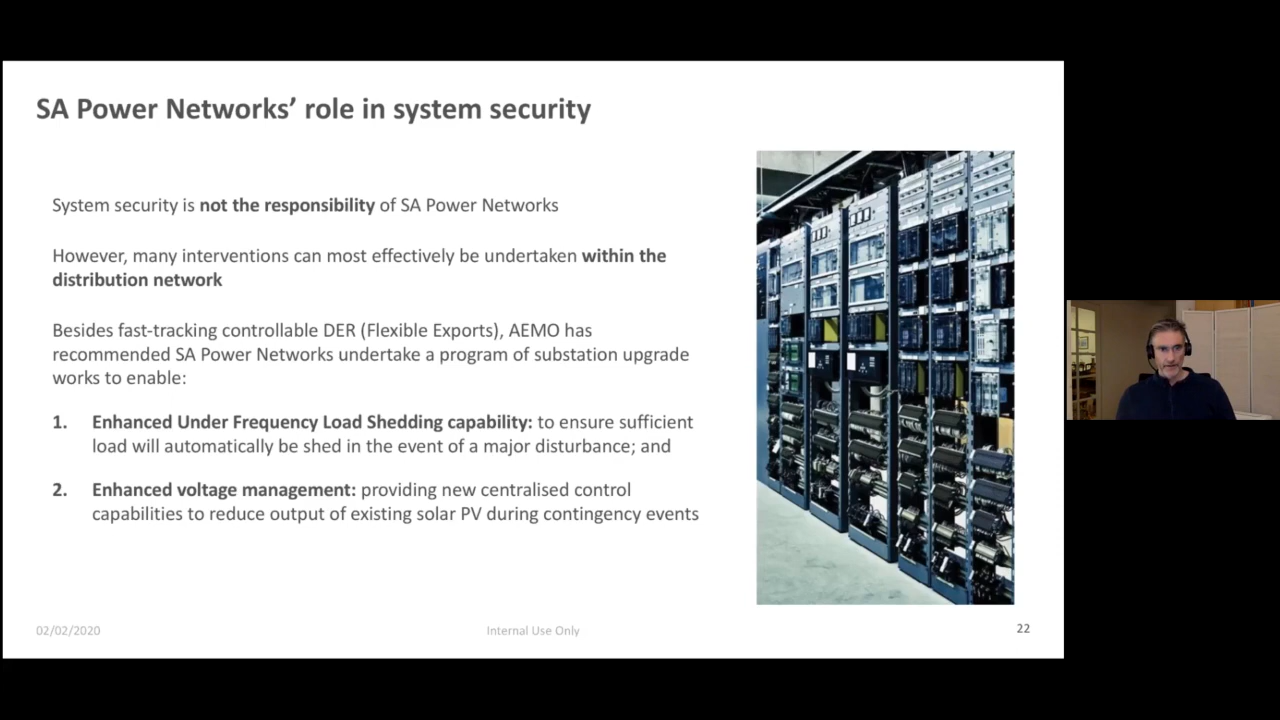 SA Power Networks’ role in system security
System security is not the responsibility of SA Power Networks
However, many interventions can most effectively be undertaken within the
distribution network
Besides fast-tracking controllable DER (Flexible Exports), AEMO has
recommended SA Power Networks undertake a program of substation upgrade
works to enable:
1. Enhanced Under Frequency Load Shedding capability: to ensure sufficient
load will automatically be shed in the event of a major disturbance; and
2. Enhanced voltage management: providing new centralised control
capabilities to reduce output of existing solar PV during contingency events
02/02/2020
Internal Use Only
22